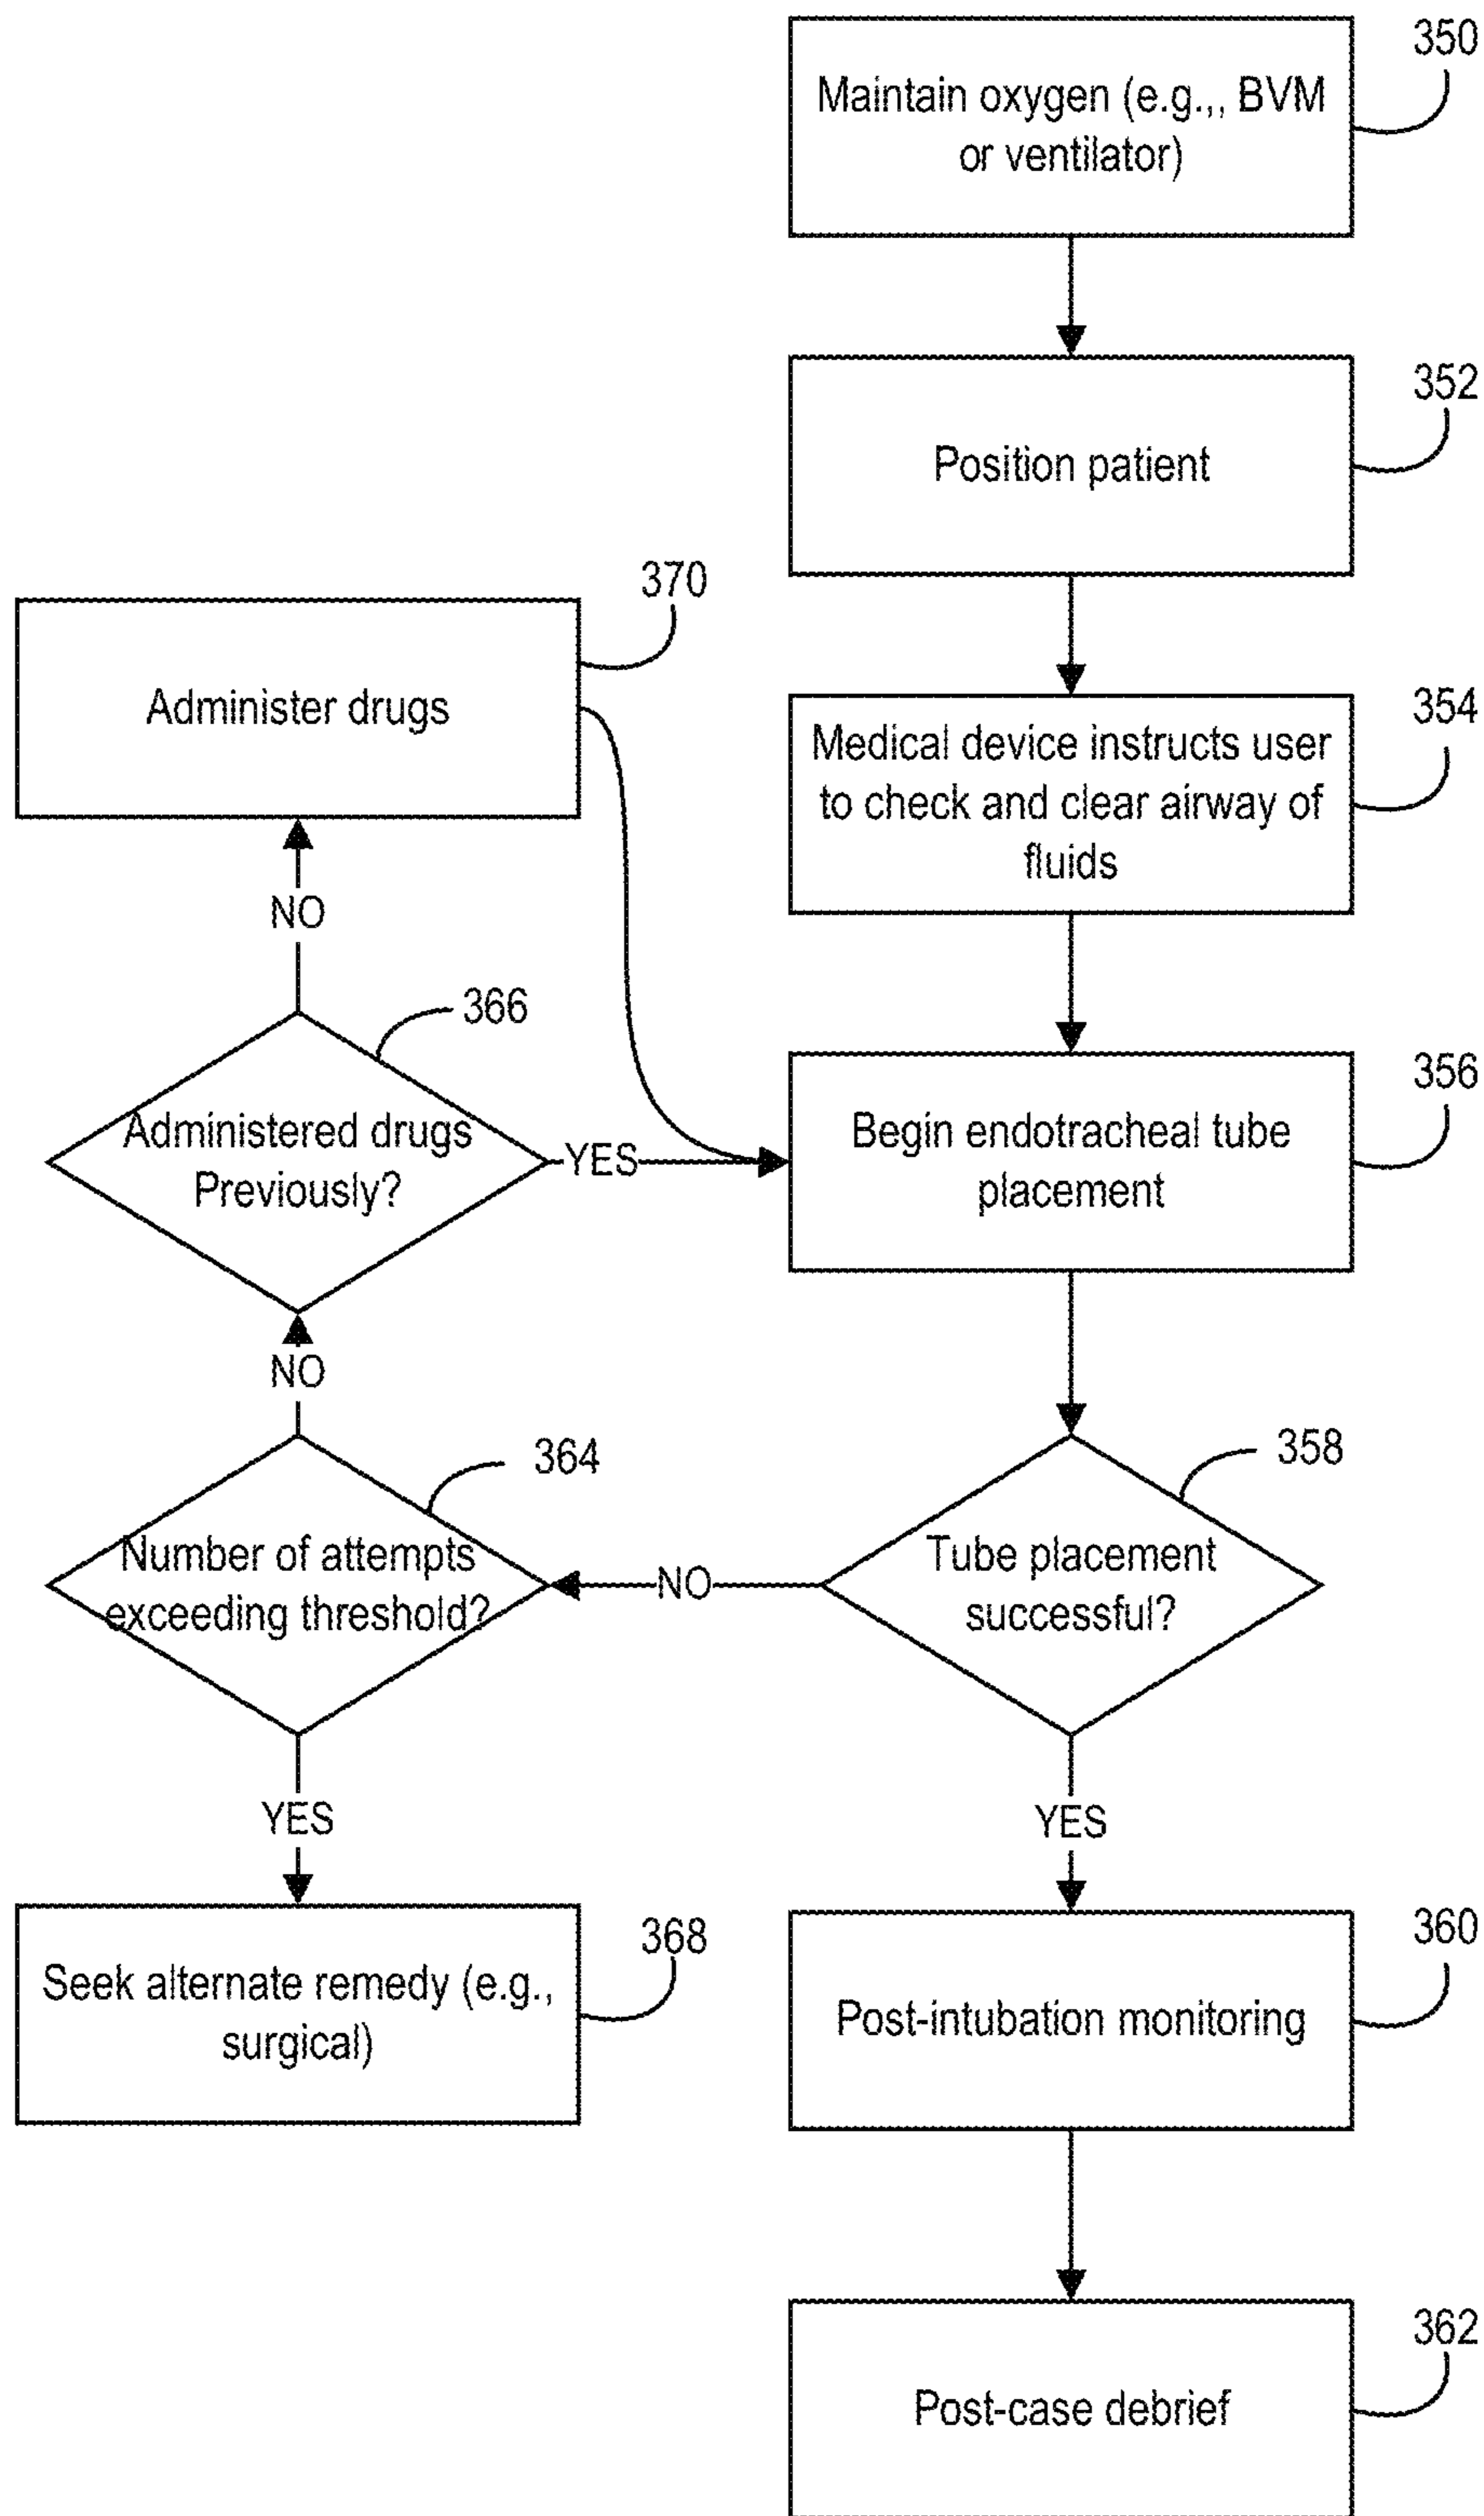 350
Maintain oxygen (e.g.,, BVM
or ventilator)
352
Position patient
370
Administer drugs
354
Medical device instructs user
to check and clear airway of
fluids
NO
366
Administered drugs
Previously?
YES
356
Begin endotracheal tube
placement
NO
364
Number of attempts
exceeding threshold?
NO
358
Tube placement
successful?
YES
YES
368
Seek alternate remedy (e.g.,
surgical)
360
Post-intubation monitoring
362
Post-case debrief